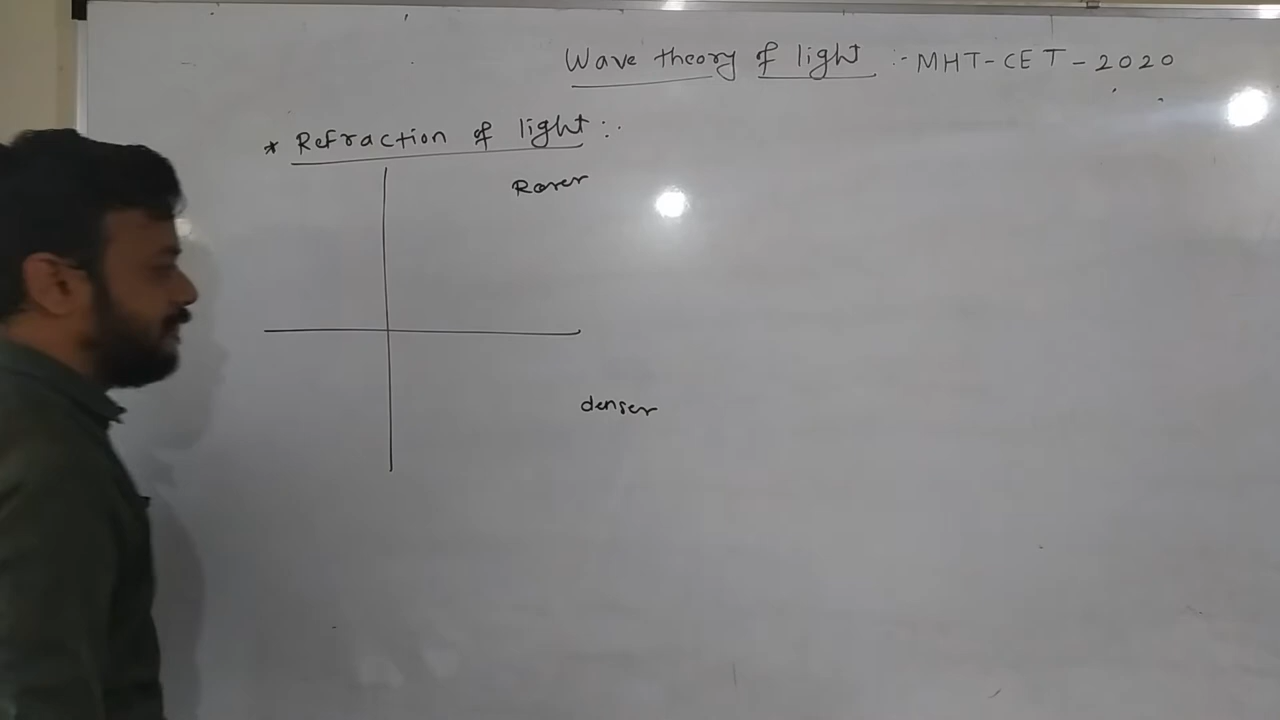 Wave theory of light :- MHT-CET-2020
* Refraction of light :.
Rarer
denser